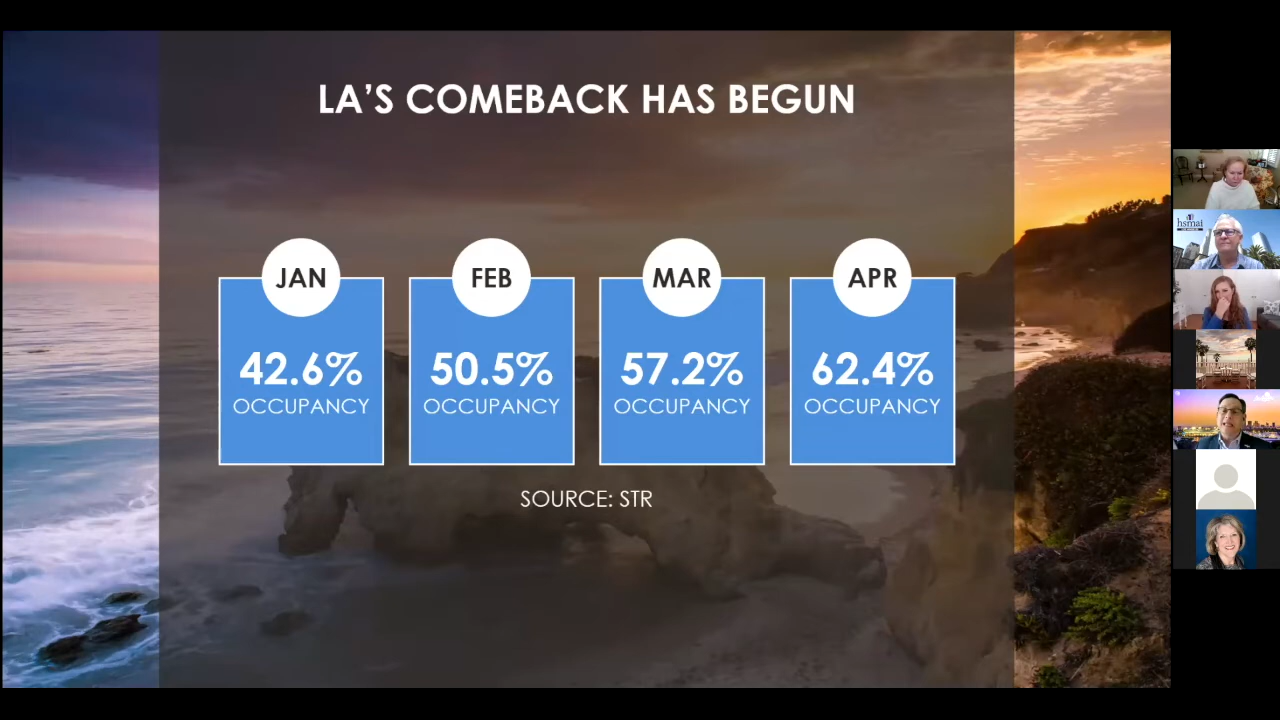 LA'S COMEBACK HAS BEGUN
JAN
42.6%
OCCUPANCY
FEB
50.5%
OCCUPANCY
MAR
57.2%
OCCUPANCY
APR
62.4%
OCCUPANCY
SOURCE: STR
hsmai